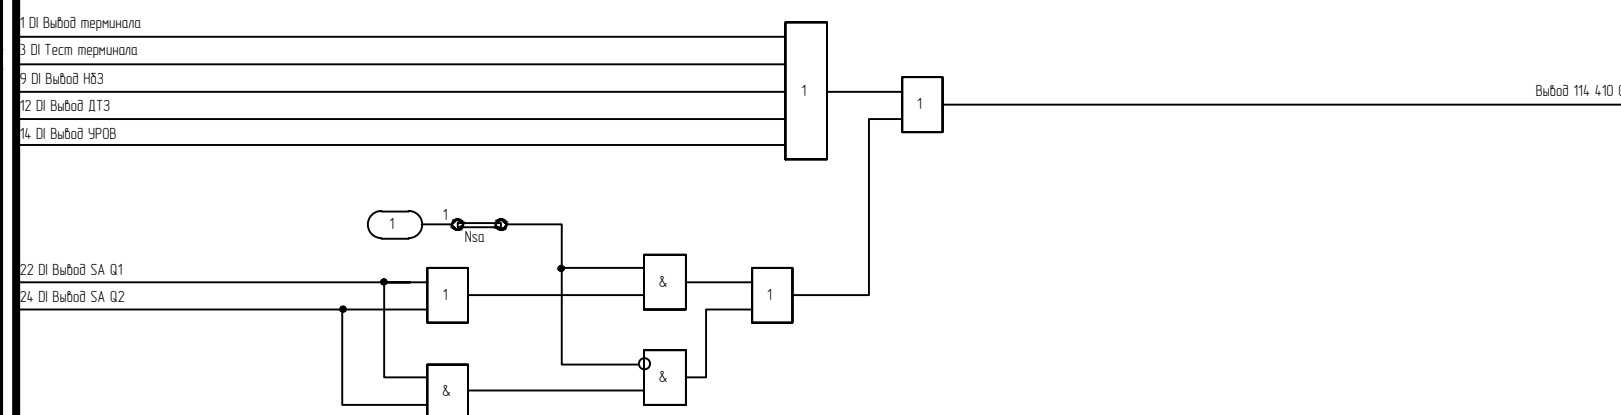 1 DI Вывод терминала
3 DI Тест терминала
9 DI Вывод НвЗ
12 DI Вывод ДТЗ
14 DI Вывод УРОВ
1
1
Вывод 114 410
1
1
Nsa
22 DI Вывод SA Q1
24 DI Вывод SA Q2
1
&
1
&
&